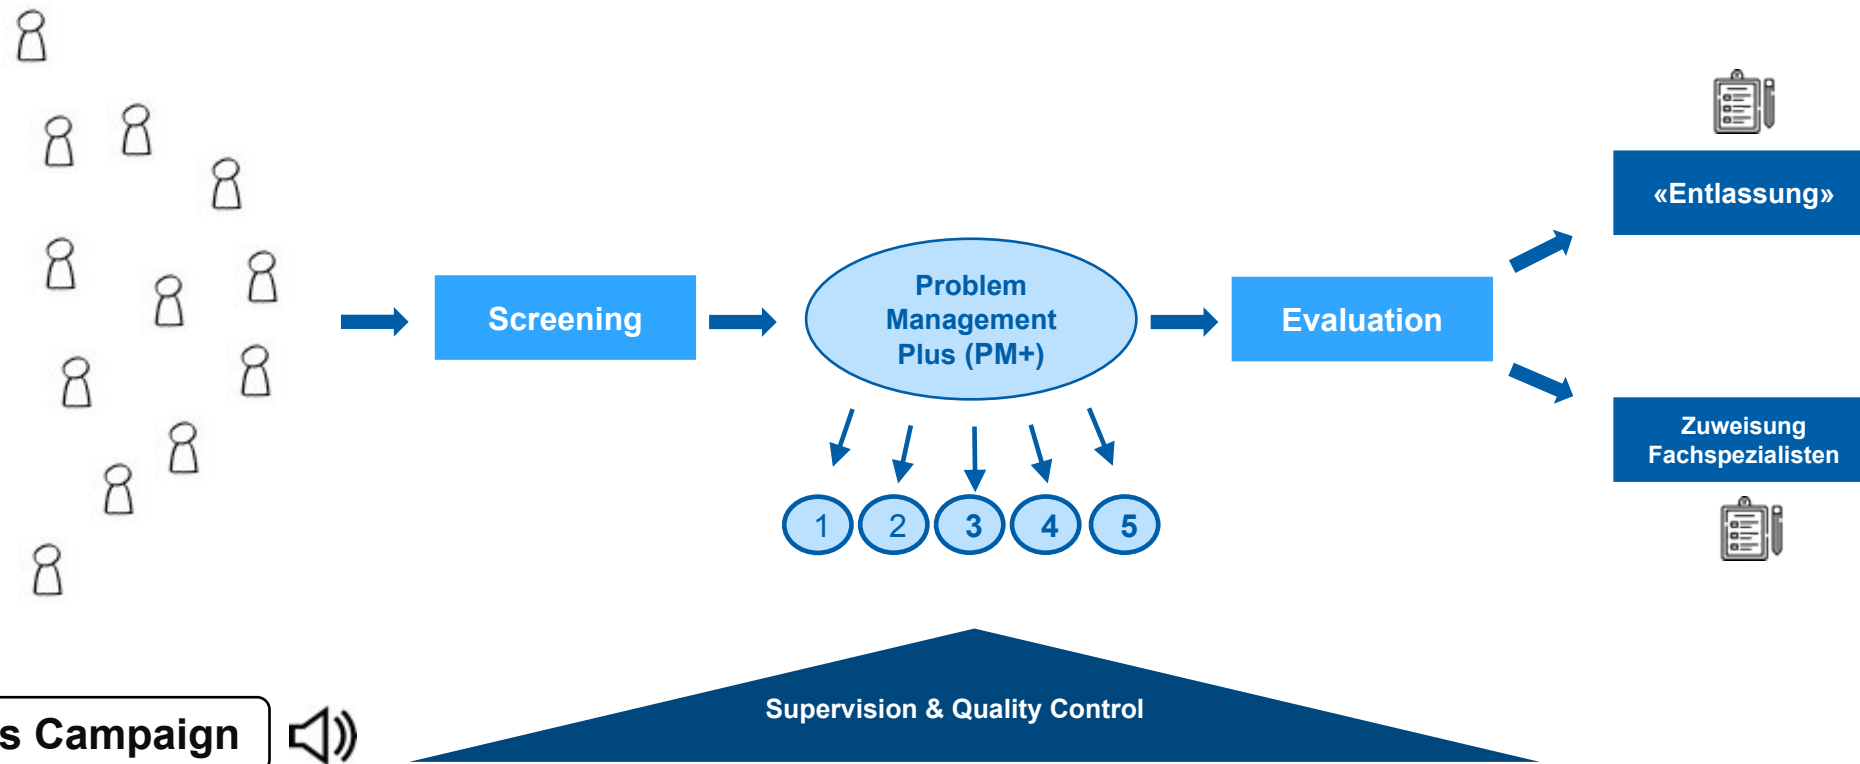 «Entlassung»
Screening
Problem
Management
Plus (PM+)
Evaluation
Zuweisung
Fachspezialisten
1 2 3 4 5
Supervision & Quality Control
s Campaign